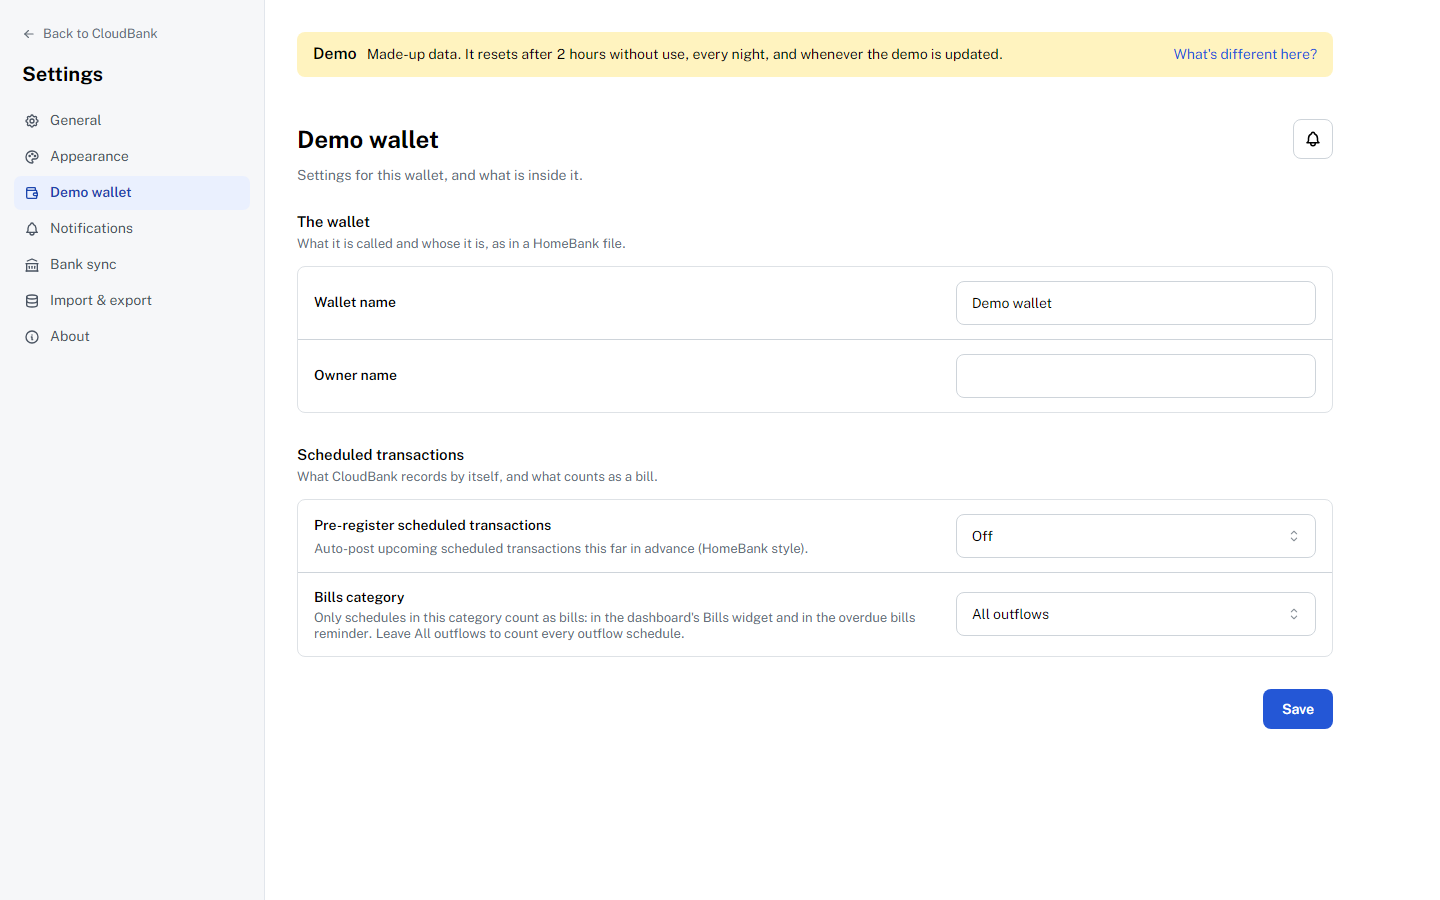 Back to CloudBank
Settings
General
Appearance
Demo wallet
Notifications
Bank sync
Import & export
About
Demo Made-up data. It resets after 2 hours without use, every night, and whenever the demo is updated. What's different here?
Demo wallet
Settings for this wallet, and what is inside it.
The wallet
What it is called and whose it is, as in a HomeBank file.
Wallet name
Demo wallet
Owner name
Scheduled transactions
What CloudBank records by itself, and what counts as a bill.
Pre-register scheduled transactions
Auto-post upcoming scheduled transactions this far in advance (HomeBank style).
Off
Bills category
Only schedules in this category count as bills: in the dashboard's Bills widget and in the overdue bills
reminder. Leave All outflows to count every outflow schedule.
All outflows
Save